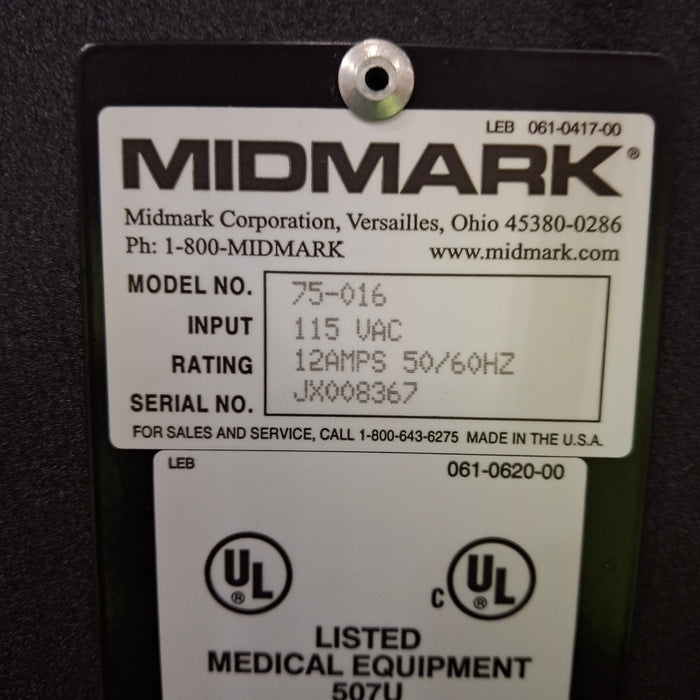 LEB 061-0417-00
MIDMARK®
Midmark Corporation, Versailles, Ohio 45380-0286
Ph: 1-800-MIDMARK www.midmark.com
MODEL NO. 75-016
INPUT 115 VAC
RATING 12AMPS 50/60HZ
SERIAL NO. JX008367
FOR SALES AND SERVICE, CALL 1-800-643-6275 MADE IN THE U.S.A.
LEB 061-0620-00
UL® C UL®
LISTED
MEDICAL EQUIPMENT
507U